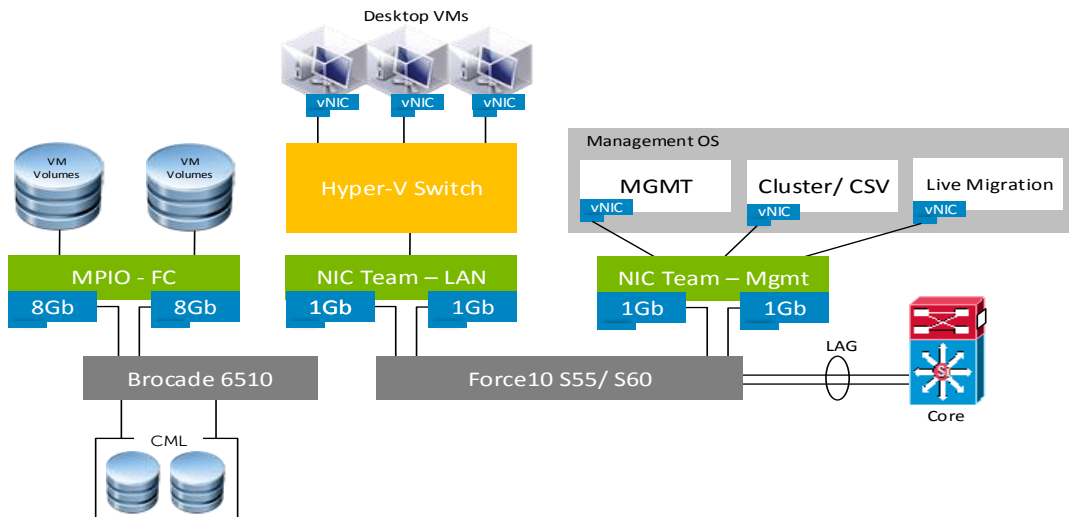 Desktop VMs
vNIC
vNIC
vNIC
VM
Volumes
VM
Volumes
Hyper-V Switch
Management OS
MGMT
Cluster/ CSV
Live Migration
vNIC
vNIC
vNIC
MPIO - FC
8Gb
8Gb
NIC Team – LAN
1Gb
1Gb
NIC Team – Mgmt
1Gb
1Gb
Brocade 6510
Force10 S55/ S60
LAG
Si
Core
CML